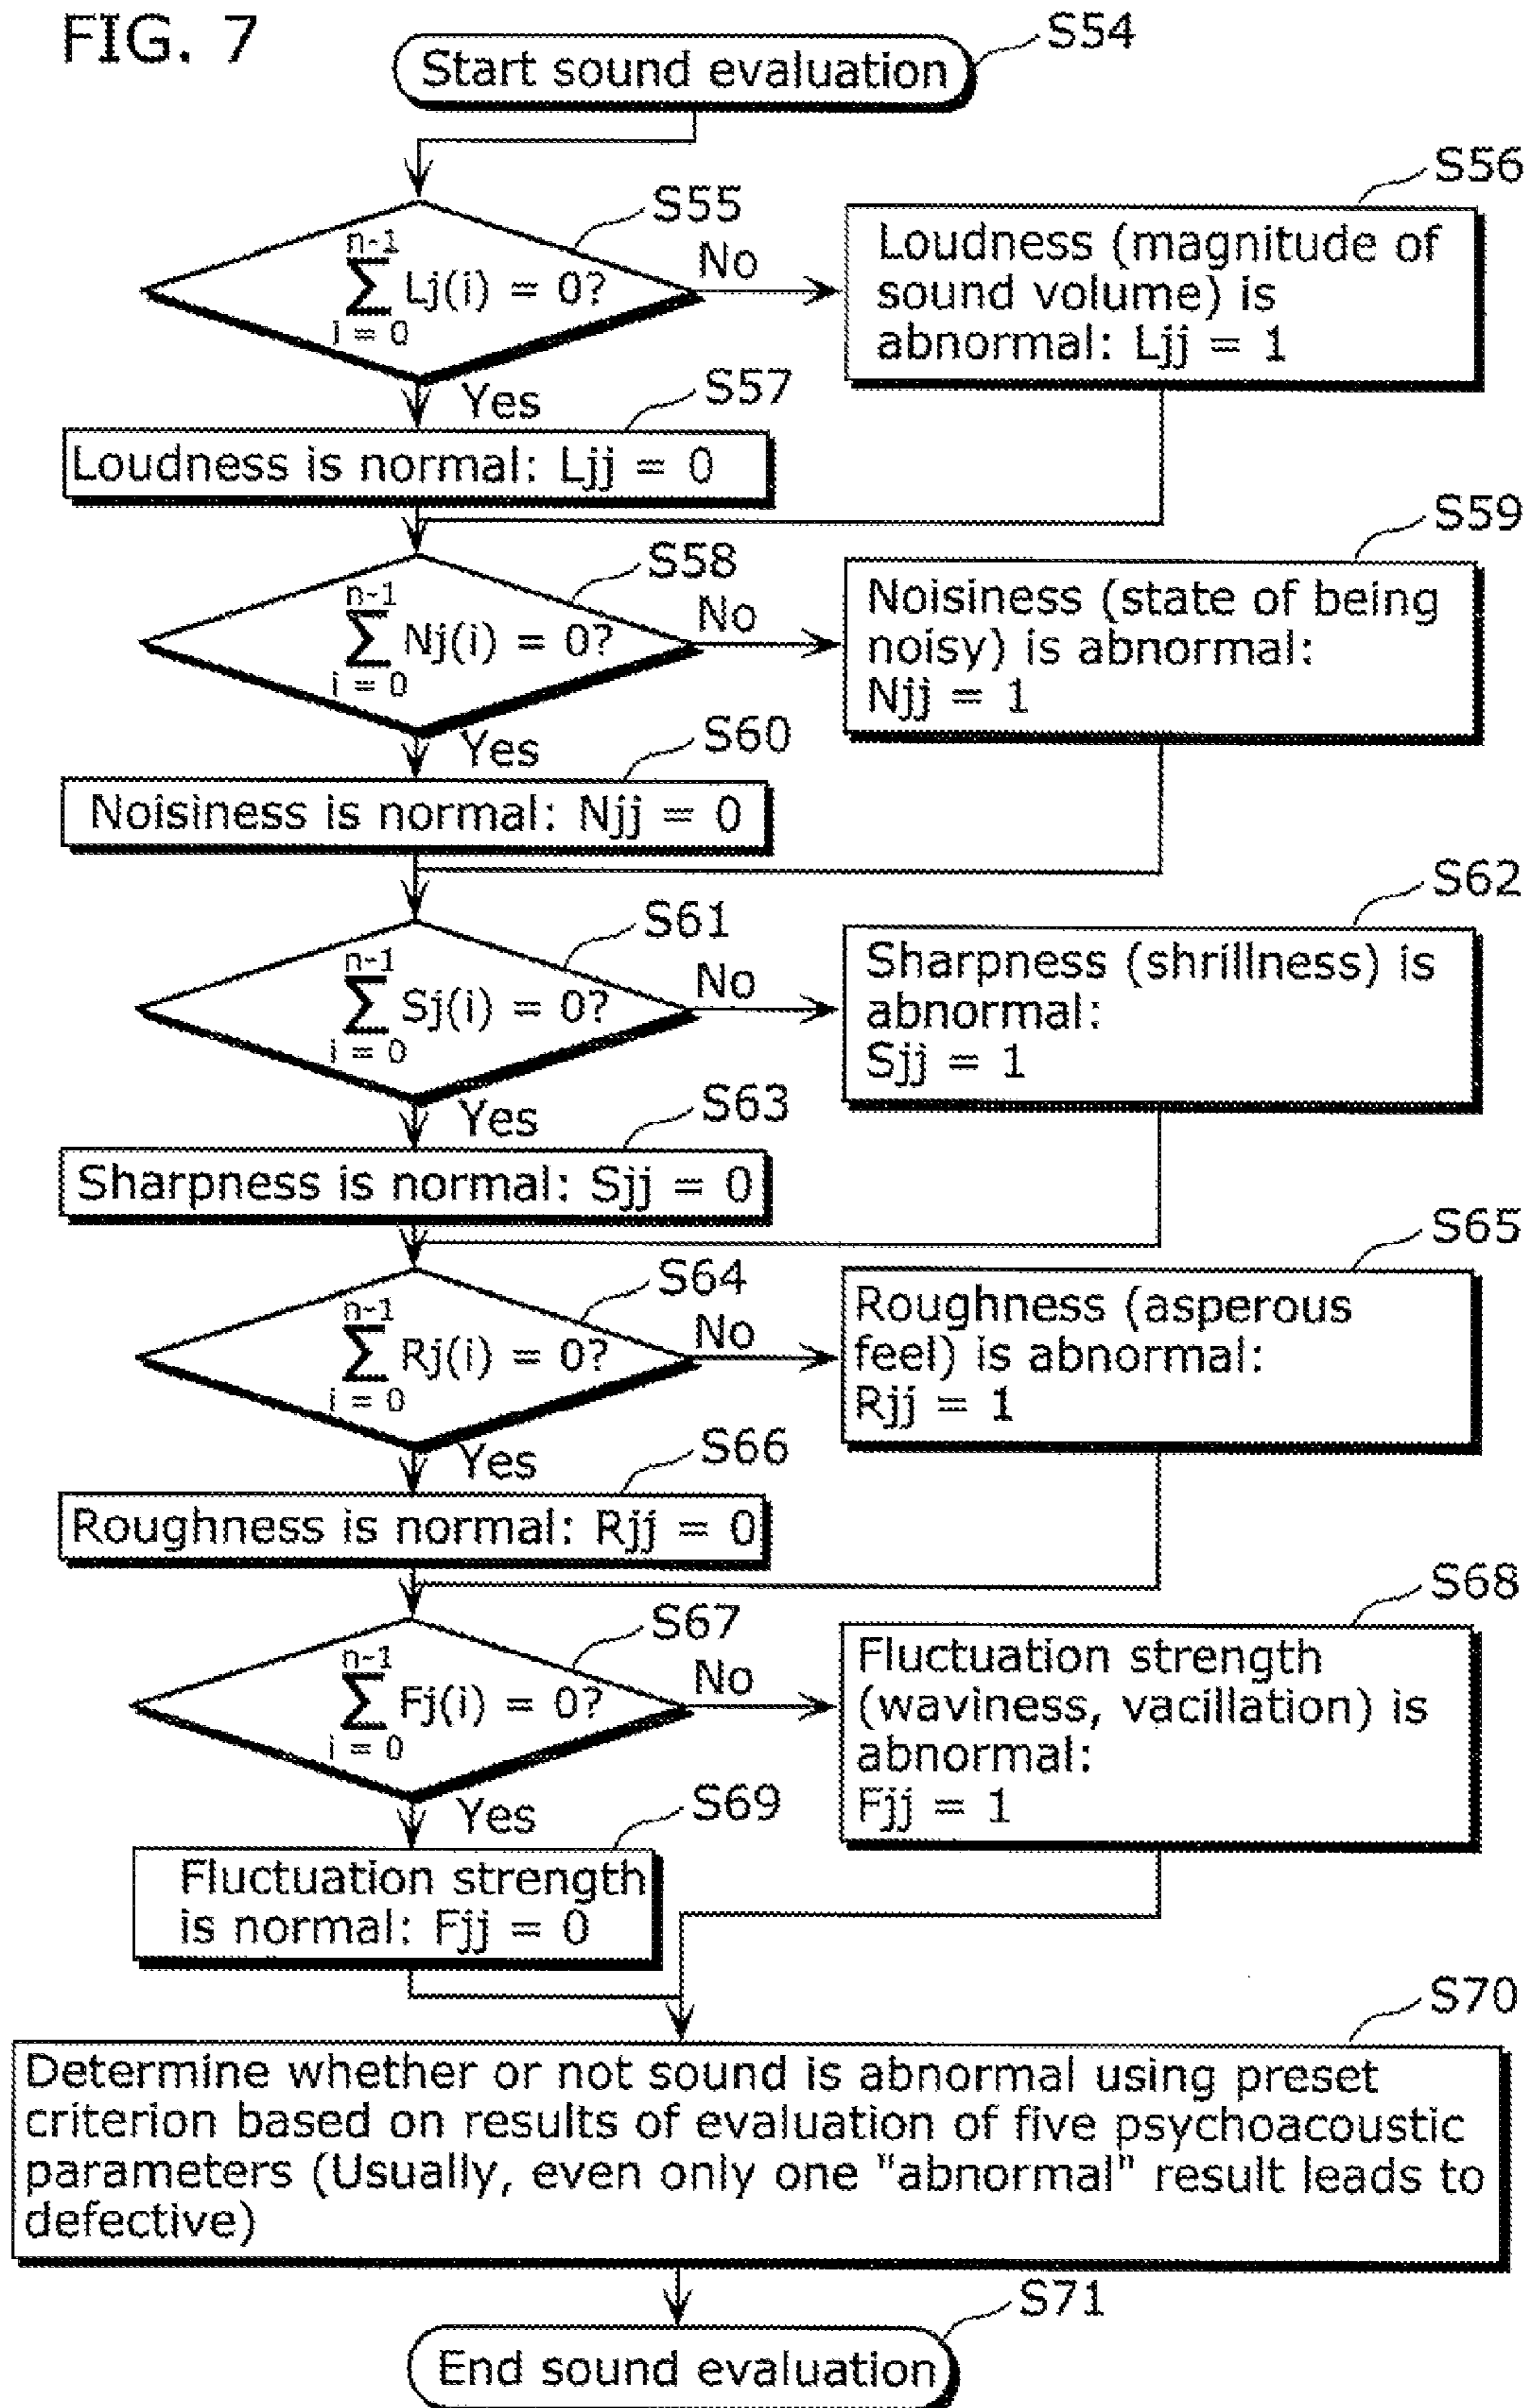 FIG. 7
S54
Start sound evaluation
S55
n-1
∑ Lj(i) = 0?
i = 0
No
S56
Loudness (magnitude of
sound volume) is
abnormal: Ljj = 1
Yes
S57
Loudness is normal: Ljj = 0
S58
n-1
∑ Nj(i) = 0?
i = 0
No
S59
Noisiness (state of being
noisy) is abnormal:
Njj = 1
Yes
S60
Noisiness is normal: Njj = 0
S61
n-1
∑ Sj(i) = 0?
i = 0
No
S62
Sharpness (shrillness) is
abnormal:
Sjj = 1
Yes
S63
Sharpness is normal: Sjj = 0
S64
n-1
∑ Rj(i) = 0?
i = 0
No
S65
Roughness (asperous
feel) is abnormal:
Rjj = 1
Yes
S66
Roughness is normal: Rjj = 0
S67
n-1
∑ Fj(i) = 0?
i = 0
No
S68
Fluctuation strength
(waviness, vacillation) is
abnormal:
Fjj = 1
Yes
S69
Fluctuation strength
is normal: Fjj = 0
S70
Determine whether or not sound is abnormal using preset
criterion based on results of evaluation of five psychoacoustic
parameters (Usually, even only one "abnormal" result leads to
defective)
S71
End sound evaluation